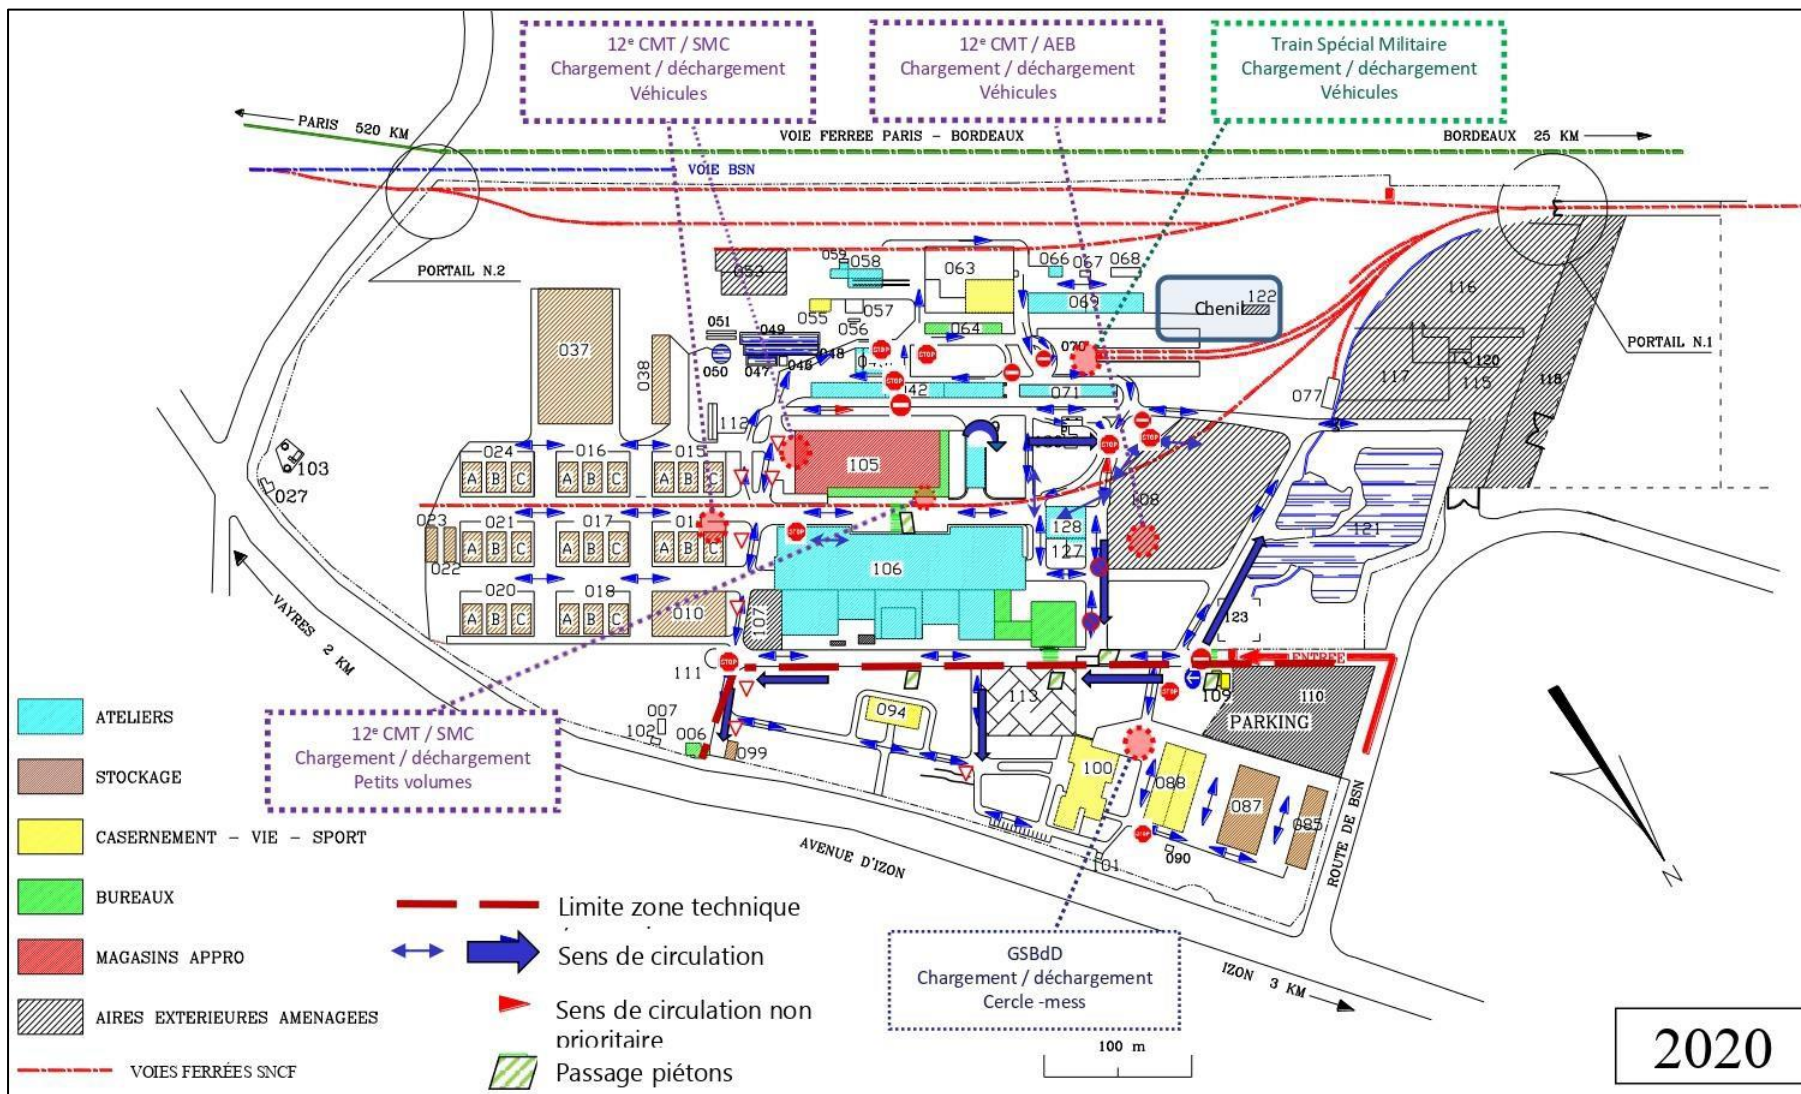 12ᵉ CMT / SMC
Chargement / déchargement
Véhicules
12ᵉ CMT / AEB
Chargement / déchargement
Véhicules
Train Spécial Militaire
Chargement / déchargement
Véhicules
PARIS 520 KM
VOIE FERREE PARIS - BORDEAUX
BORDEAUX 25 KM
VOIE BSN
PORTAIL N.2
PORTAIL N.1
053
059
058
063
066
067
068
069
122
Chenil
116
055
057
056
064
051
049
048
050
047
046
037
038
070
120
117
115
118
042
071
077
112
105
103
027
024
016
015
A B C
A B C
A B C
108
023
021
017
A B C
A B C
022
128
127
106
121
020
018
010
A B C
A B C
107
123
STOP
111
ENTREE
113
109
110
PARKING
094
007
102
006
099
100
088
087
085
090
101
VAYRES 2 KM
AVENUE D'IZON
IZON 3 KM
ROUTE DE BSN
N
12ᵉ CMT / SMC
Chargement / déchargement
Petits volumes
GSBdD
Chargement / déchargement
Cercle -mess
ATELIERS
STOCKAGE
CASERNEMENT - VIE - SPORT
BUREAUX
MAGASINS APPRO
AIRES EXTERIEURES AMENAGEES
VOIES FERRÉES SNCF
Limite zone technique
Sens de circulation
Sens de circulation non
prioritaire
Passage piétons
100 m
2020